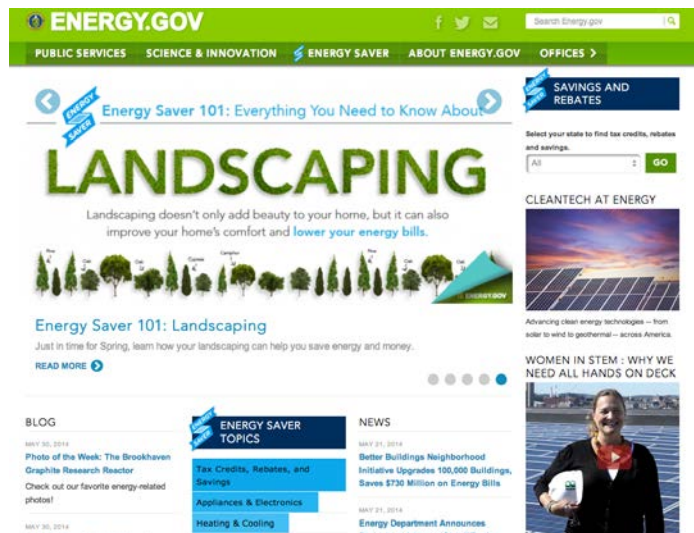 ENERGY.GOV
Search Energy.gov
PUBLIC SERVICES SCIENCE & INNOVATION ENERGY SAVER ABOUT ENERGY.GOV OFFICES >
ENERGY SAVER
Energy Saver 101: Everything You Need to Know About
LANDSCAPING
Landscaping doesn't only add beauty to your home, but it can also
improve your home's comfort and lower your energy bills.
ENERGY.GOV
Energy Saver 101: Landscaping
Just in time for Spring, learn how your landscaping can help you save energy and money.
READ MORE
ENERGY SAVER
SAVINGS AND
REBATES
Select your state to find tax credits, rebates
and savings.
All
GO
CLEANTECH AT ENERGY
Advancing clean energy technologies -- from
solar to wind to geothermal -- across America.
WOMEN IN STEM : WHY WE
NEED ALL HANDS ON DECK
BLOG
MAY 30, 2014
Photo of the Week: The Brookhaven
Graphite Research Reactor
Check out our favorite energy-related
photos!
MAY 30, 2014
ENERGY SAVER
ENERGY SAVER
TOPICS
Tax Credits, Rebates, and
Savings
Appliances & Electronics
Heating & Cooling
NEWS
MAY 21, 2014
Better Buildings Neighborhood
Initiative Upgrades 100,000 Buildings,
Saves $730 Million on Energy Bills
MAY 21, 2014
Energy Department Announces